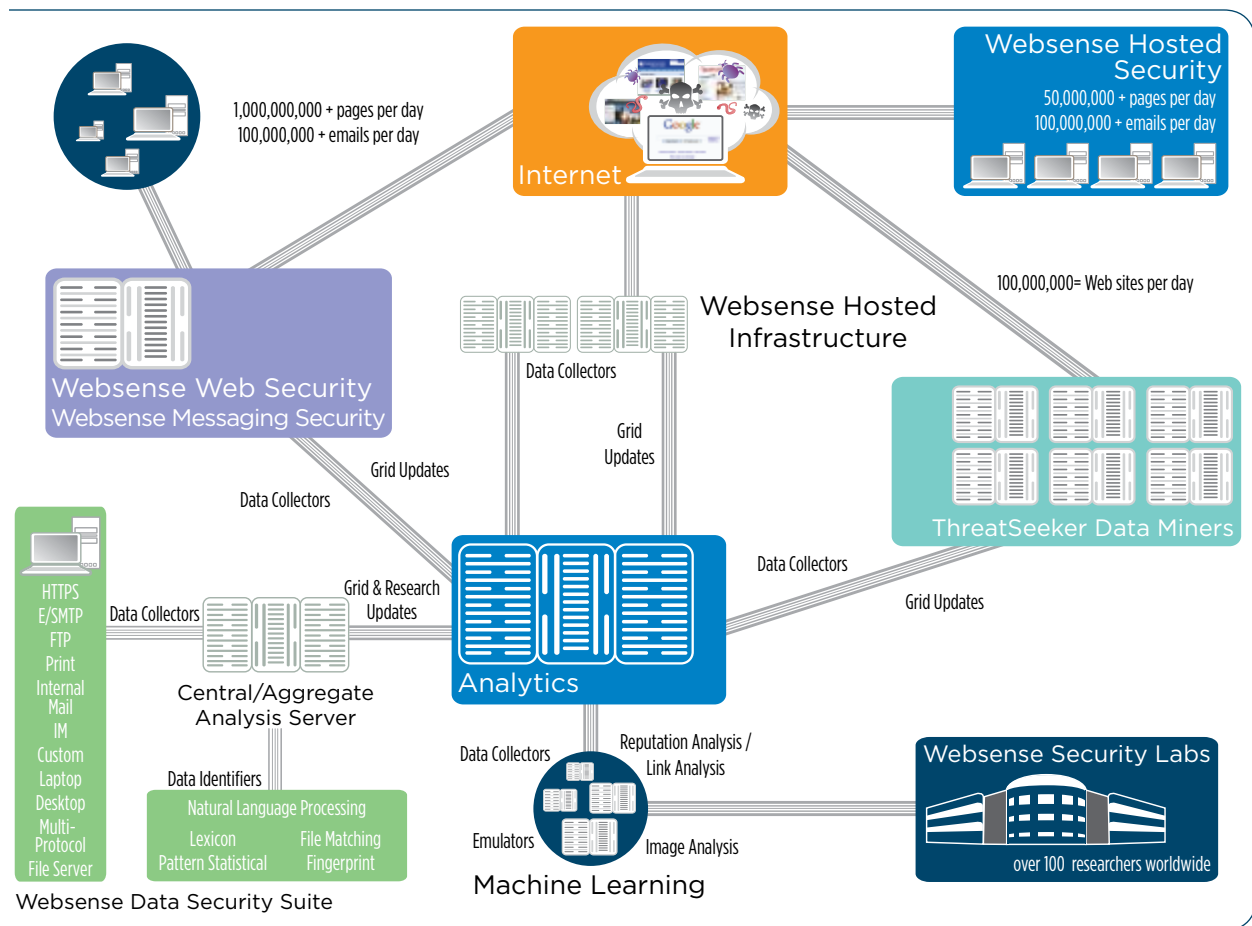 1,000,000,000 + pages per day
100,000,000 + emails per day
Google
Internet
Websense Hosted
Security
50,000,000 + pages per day
100,000,000 + emails per day
100,000,000= Web sites per day
Websense Web Security
Websense Messaging Security
Websense Hosted
Infrastructure
Data Collectors
Grid
Updates
ThreatSeeker Data Miners
Grid Updates
Data Collectors
Data Collectors
Grid Updates
HTTPS
E/SMTP
FTP
Print
Internal
Mail
IM
Custom
Laptop
Desktop
Multi-
Protocol
File Server
Data Collectors
Grid & Research
Updates
Central/Aggregate
Analysis Server
Analytics
Data Identifiers
Natural Language Processing
Lexicon
File Matching
Pattern Statistical
Fingerprint
Websense Data Security Suite
Data Collectors
Reputation Analysis /
Link Analysis
Emulators
Image Analysis
Machine Learning
Websense Security Labs
over 100 researchers worldwide